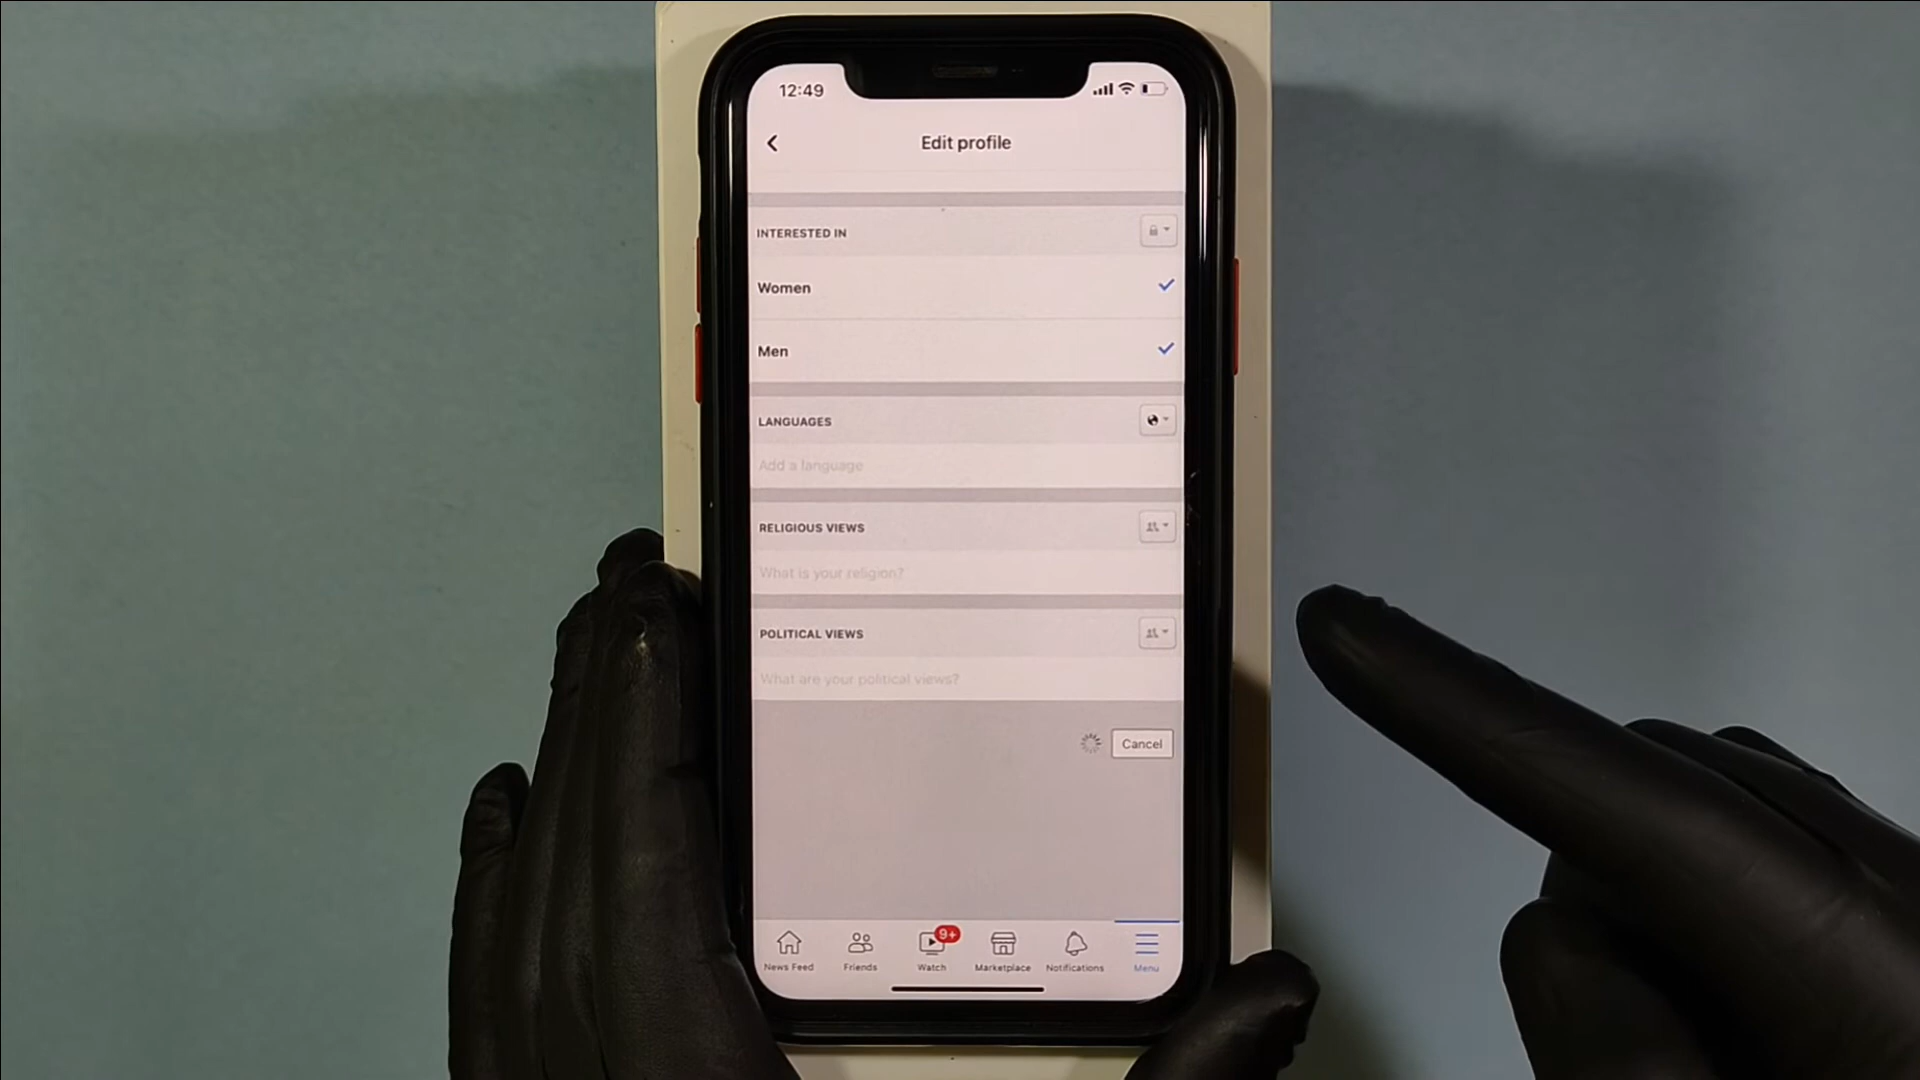 12:49
Edit profile
INTERESTED IN
Women
Men
LANGUAGES
Add a language
RELIGIOUS VIEWS
What is your religion?
POLITICAL VIEWS
What are your political views?
Cancel
9+
News Feed Friends Watch Marketplace Notifications Menu